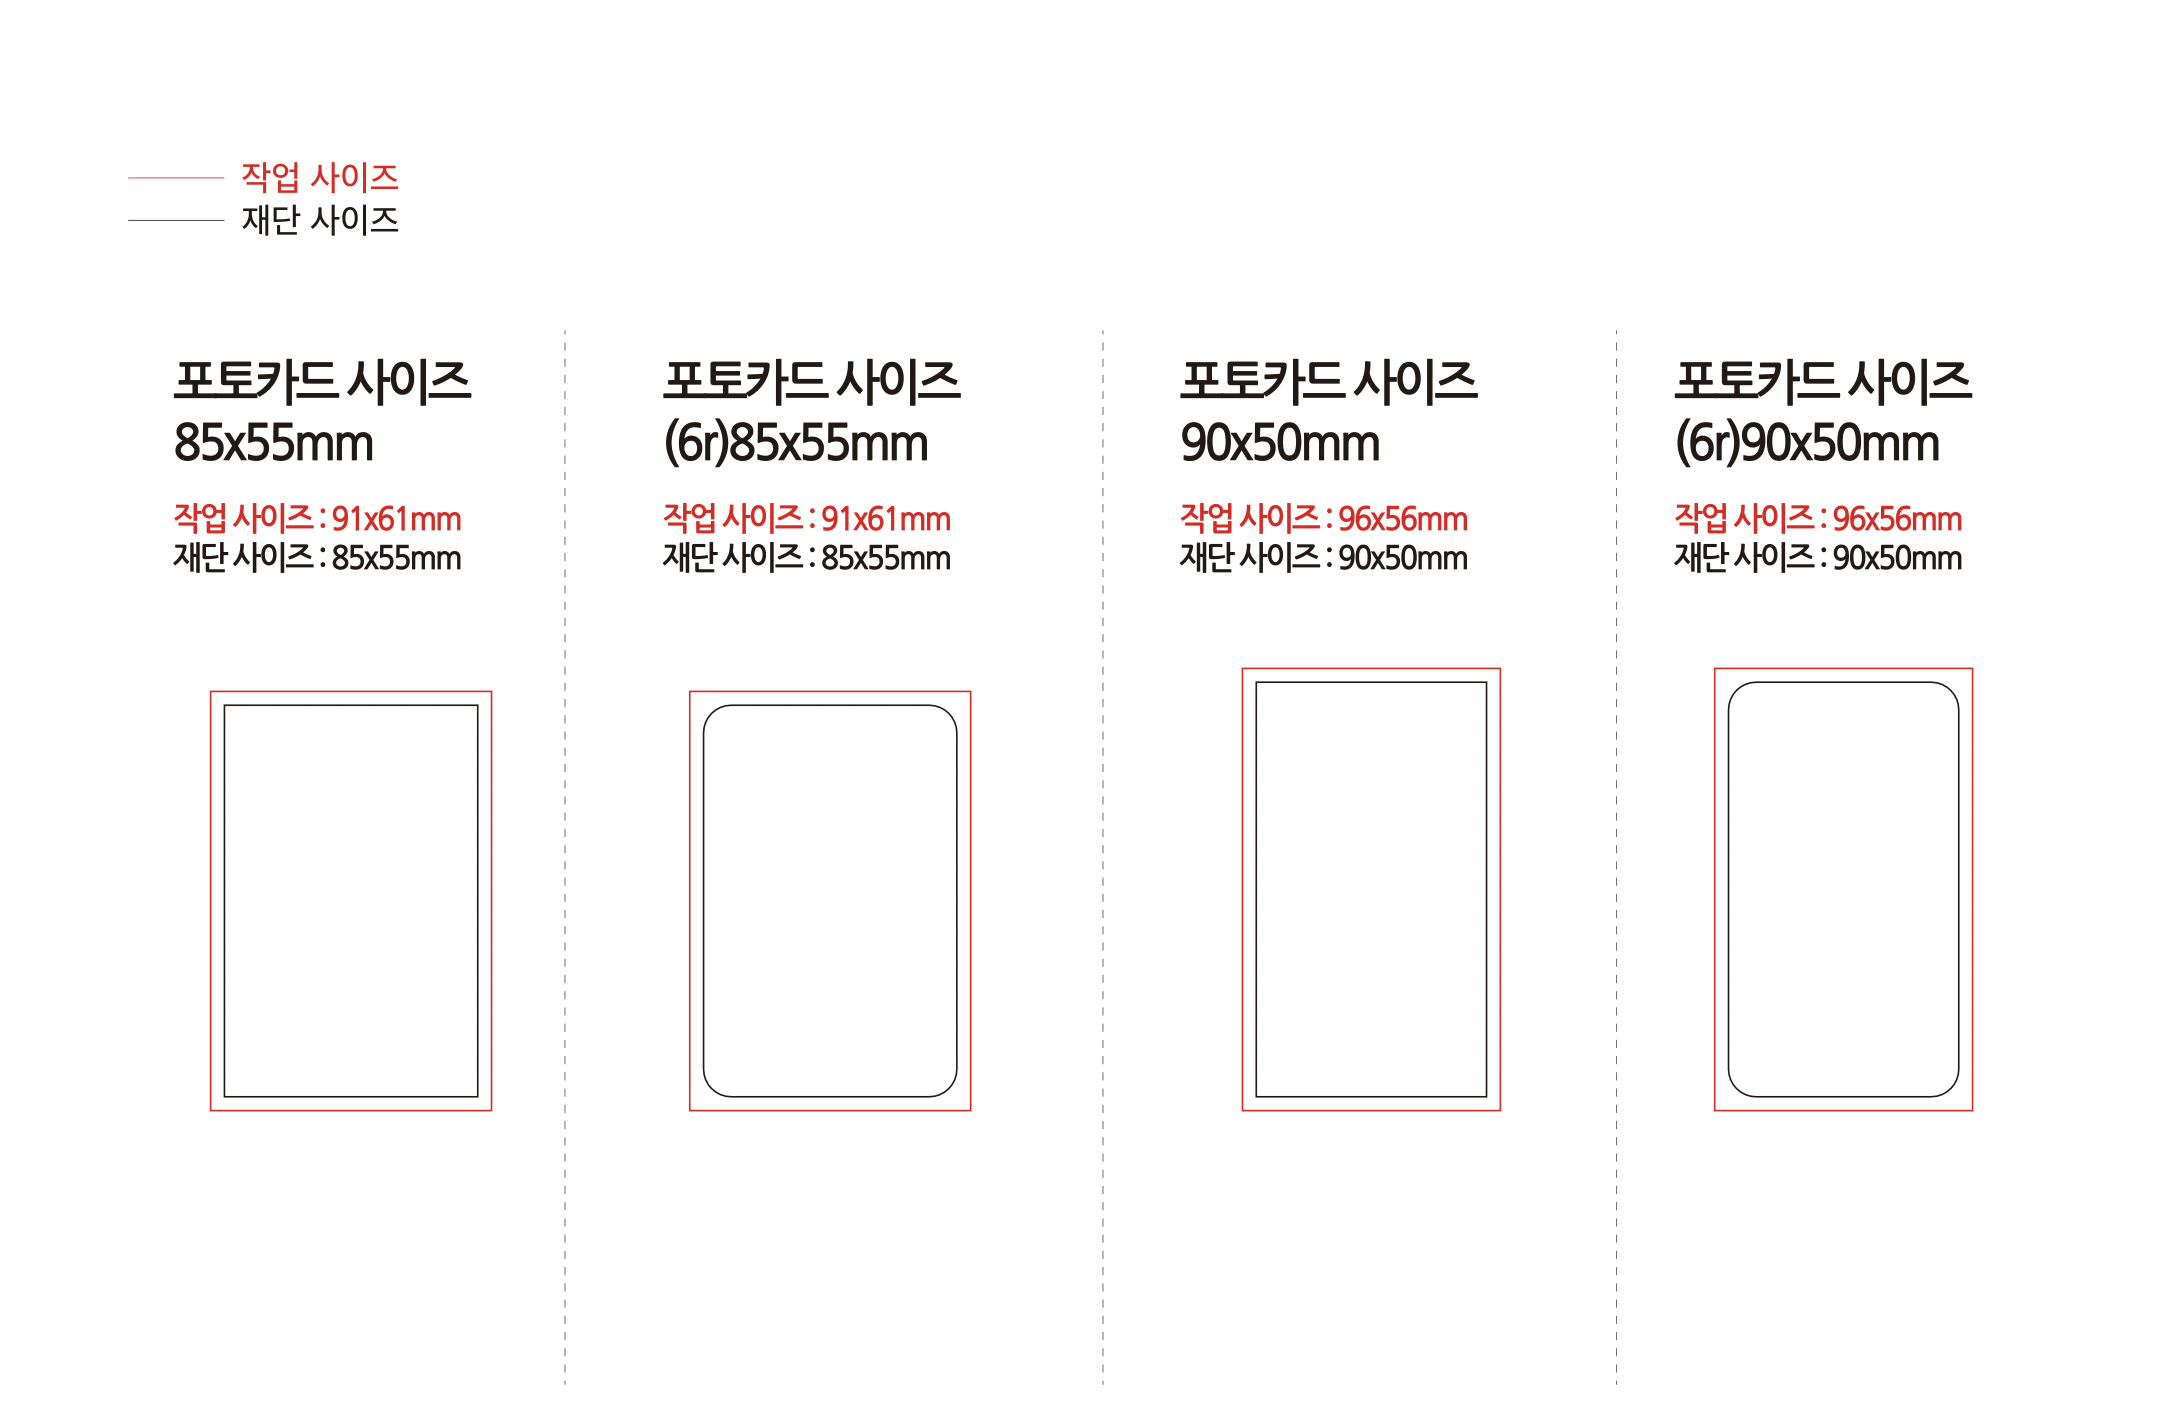 작업 사이즈
재단 사이즈
포토카드 사이즈
85x55mm
작업 사이즈 : 91x61mm
재단 사이즈 : 85x55mm
포토카드 사이즈
(6r)85x55mm
작업 사이즈 : 91x61mm
재단 사이즈 : 85x55mm
포토카드 사이즈
90x50mm
작업 사이즈 : 96x56mm
재단 사이즈 : 90x50mm
포토카드 사이즈
(6r)90x50mm
작업 사이즈 : 96x56mm
재단 사이즈 : 90x50mm